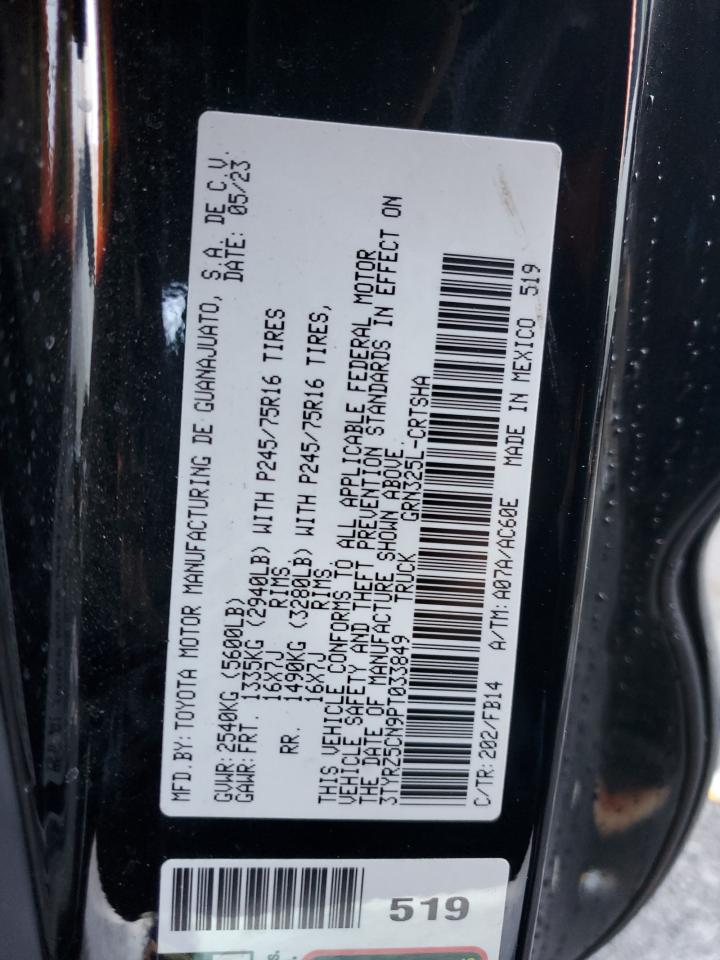 MFD.BY:TOYOTA MOTOR MANUFACTURING DE GUANAJUATO, S.A. DE C.V.
DATE: 05/23
GVWR:2540KG (5600LB)
GAWR:FRT. 1335KG (2940LB) WITH P245/75R16 TIRES
16X7J RIMS.
RR. 1490KG (3280LB) WITH P245/75R16 TIRES,
16X7J RIMS.
THIS VEHICLE CONFORMS TO ALL APPLICABLE FEDERAL MOTOR
VEHICLE SAFETY AND THEFT PREVENTION STANDARDS IN EFFECT ON
THE DATE OF MANUFACTURE SHOWN ABOVE.
3TYRZ5CN9PT033849 TRUCK GRN325L-CRTSHA
C/TR:202/FB14 A/TM:A07A/AC60E MADE IN MEXICO 519
519